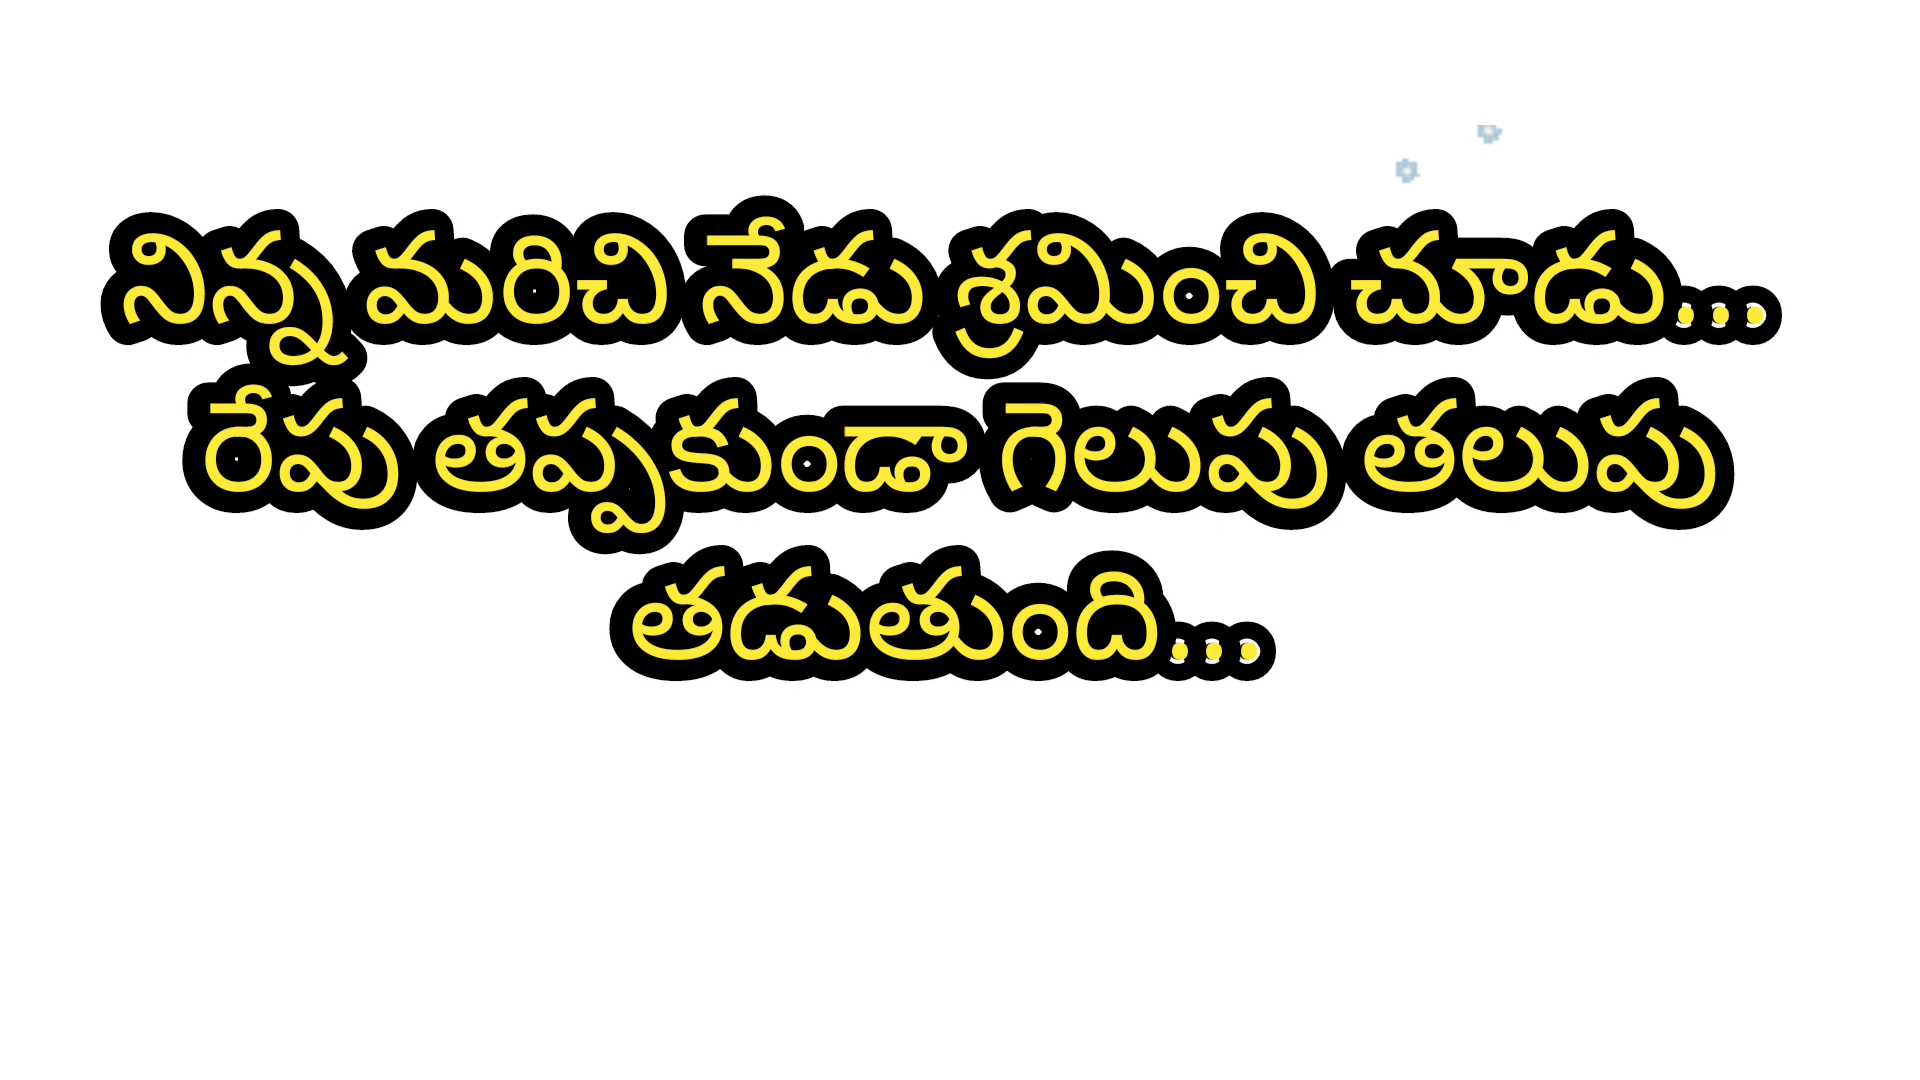 నిన్న మరిచి నేడు శ్రమించి చూడు...
రేపు తప్పకుండా గెలుపు తలుపు
తడుతుంది...